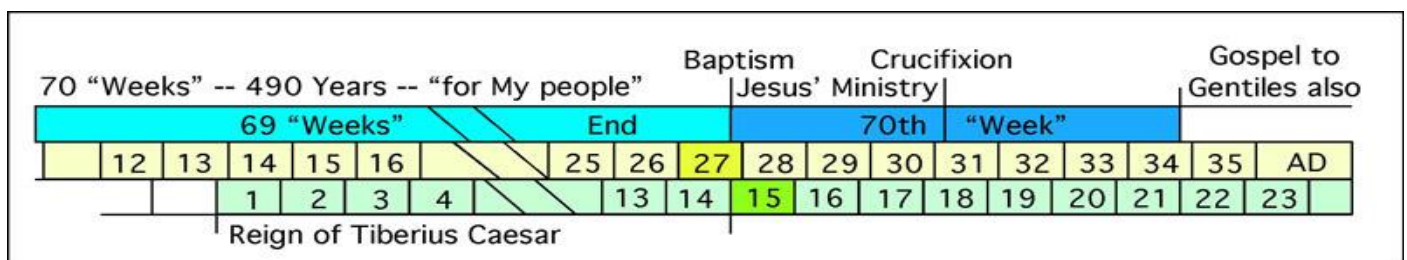 Baptism Crucifixion Gospel to
70 “Weeks” -- 490 Years -- “for My people” Jesus’ Ministry Gentiles also
69 “Weeks” End 70th “Week”
12 13 14 15 16 25 26 27 28 29 30 31 32 33 34 35 AD
1 2 3 4 13 14 15 16 17 18 19 20 21 22 23
Reign of Tiberius Caesar